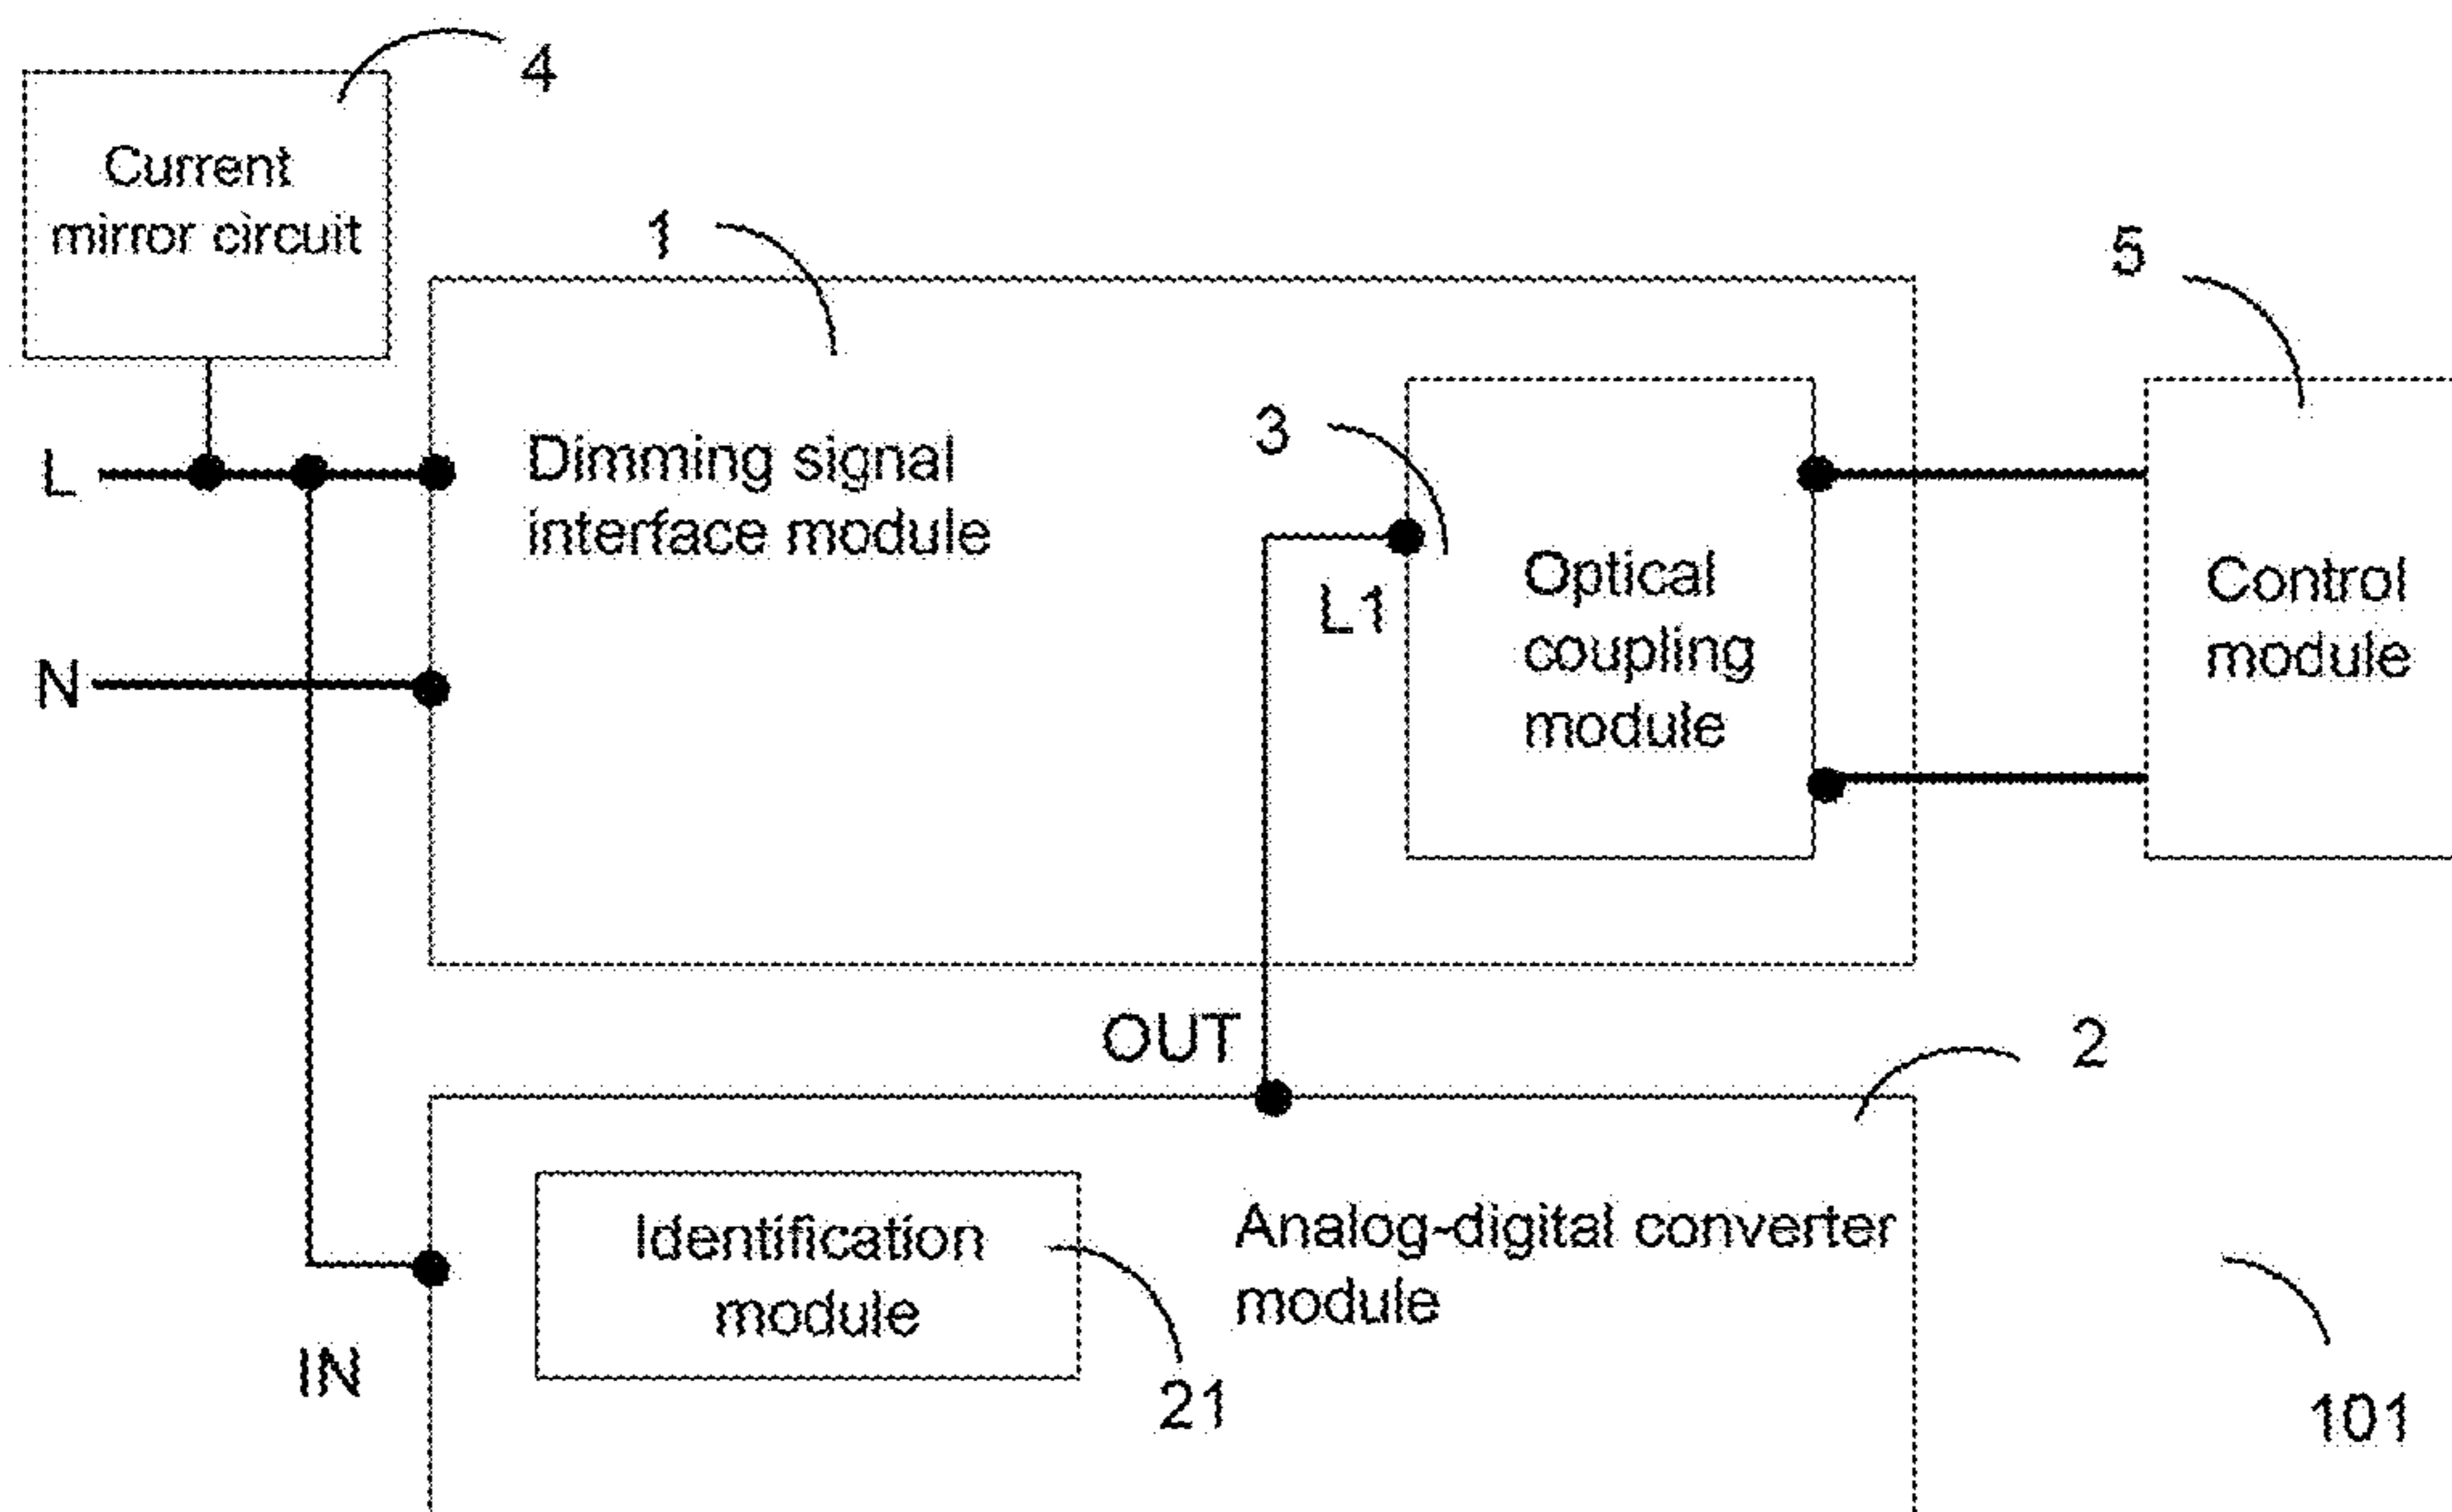 4
Current
mirror circuit
1
5
L
Dimming signal
interface module
3
L1
Optical
coupling
module
Control
module
N
OUT
2
Identification
module
Analog-digital converter
module
IN
21
101